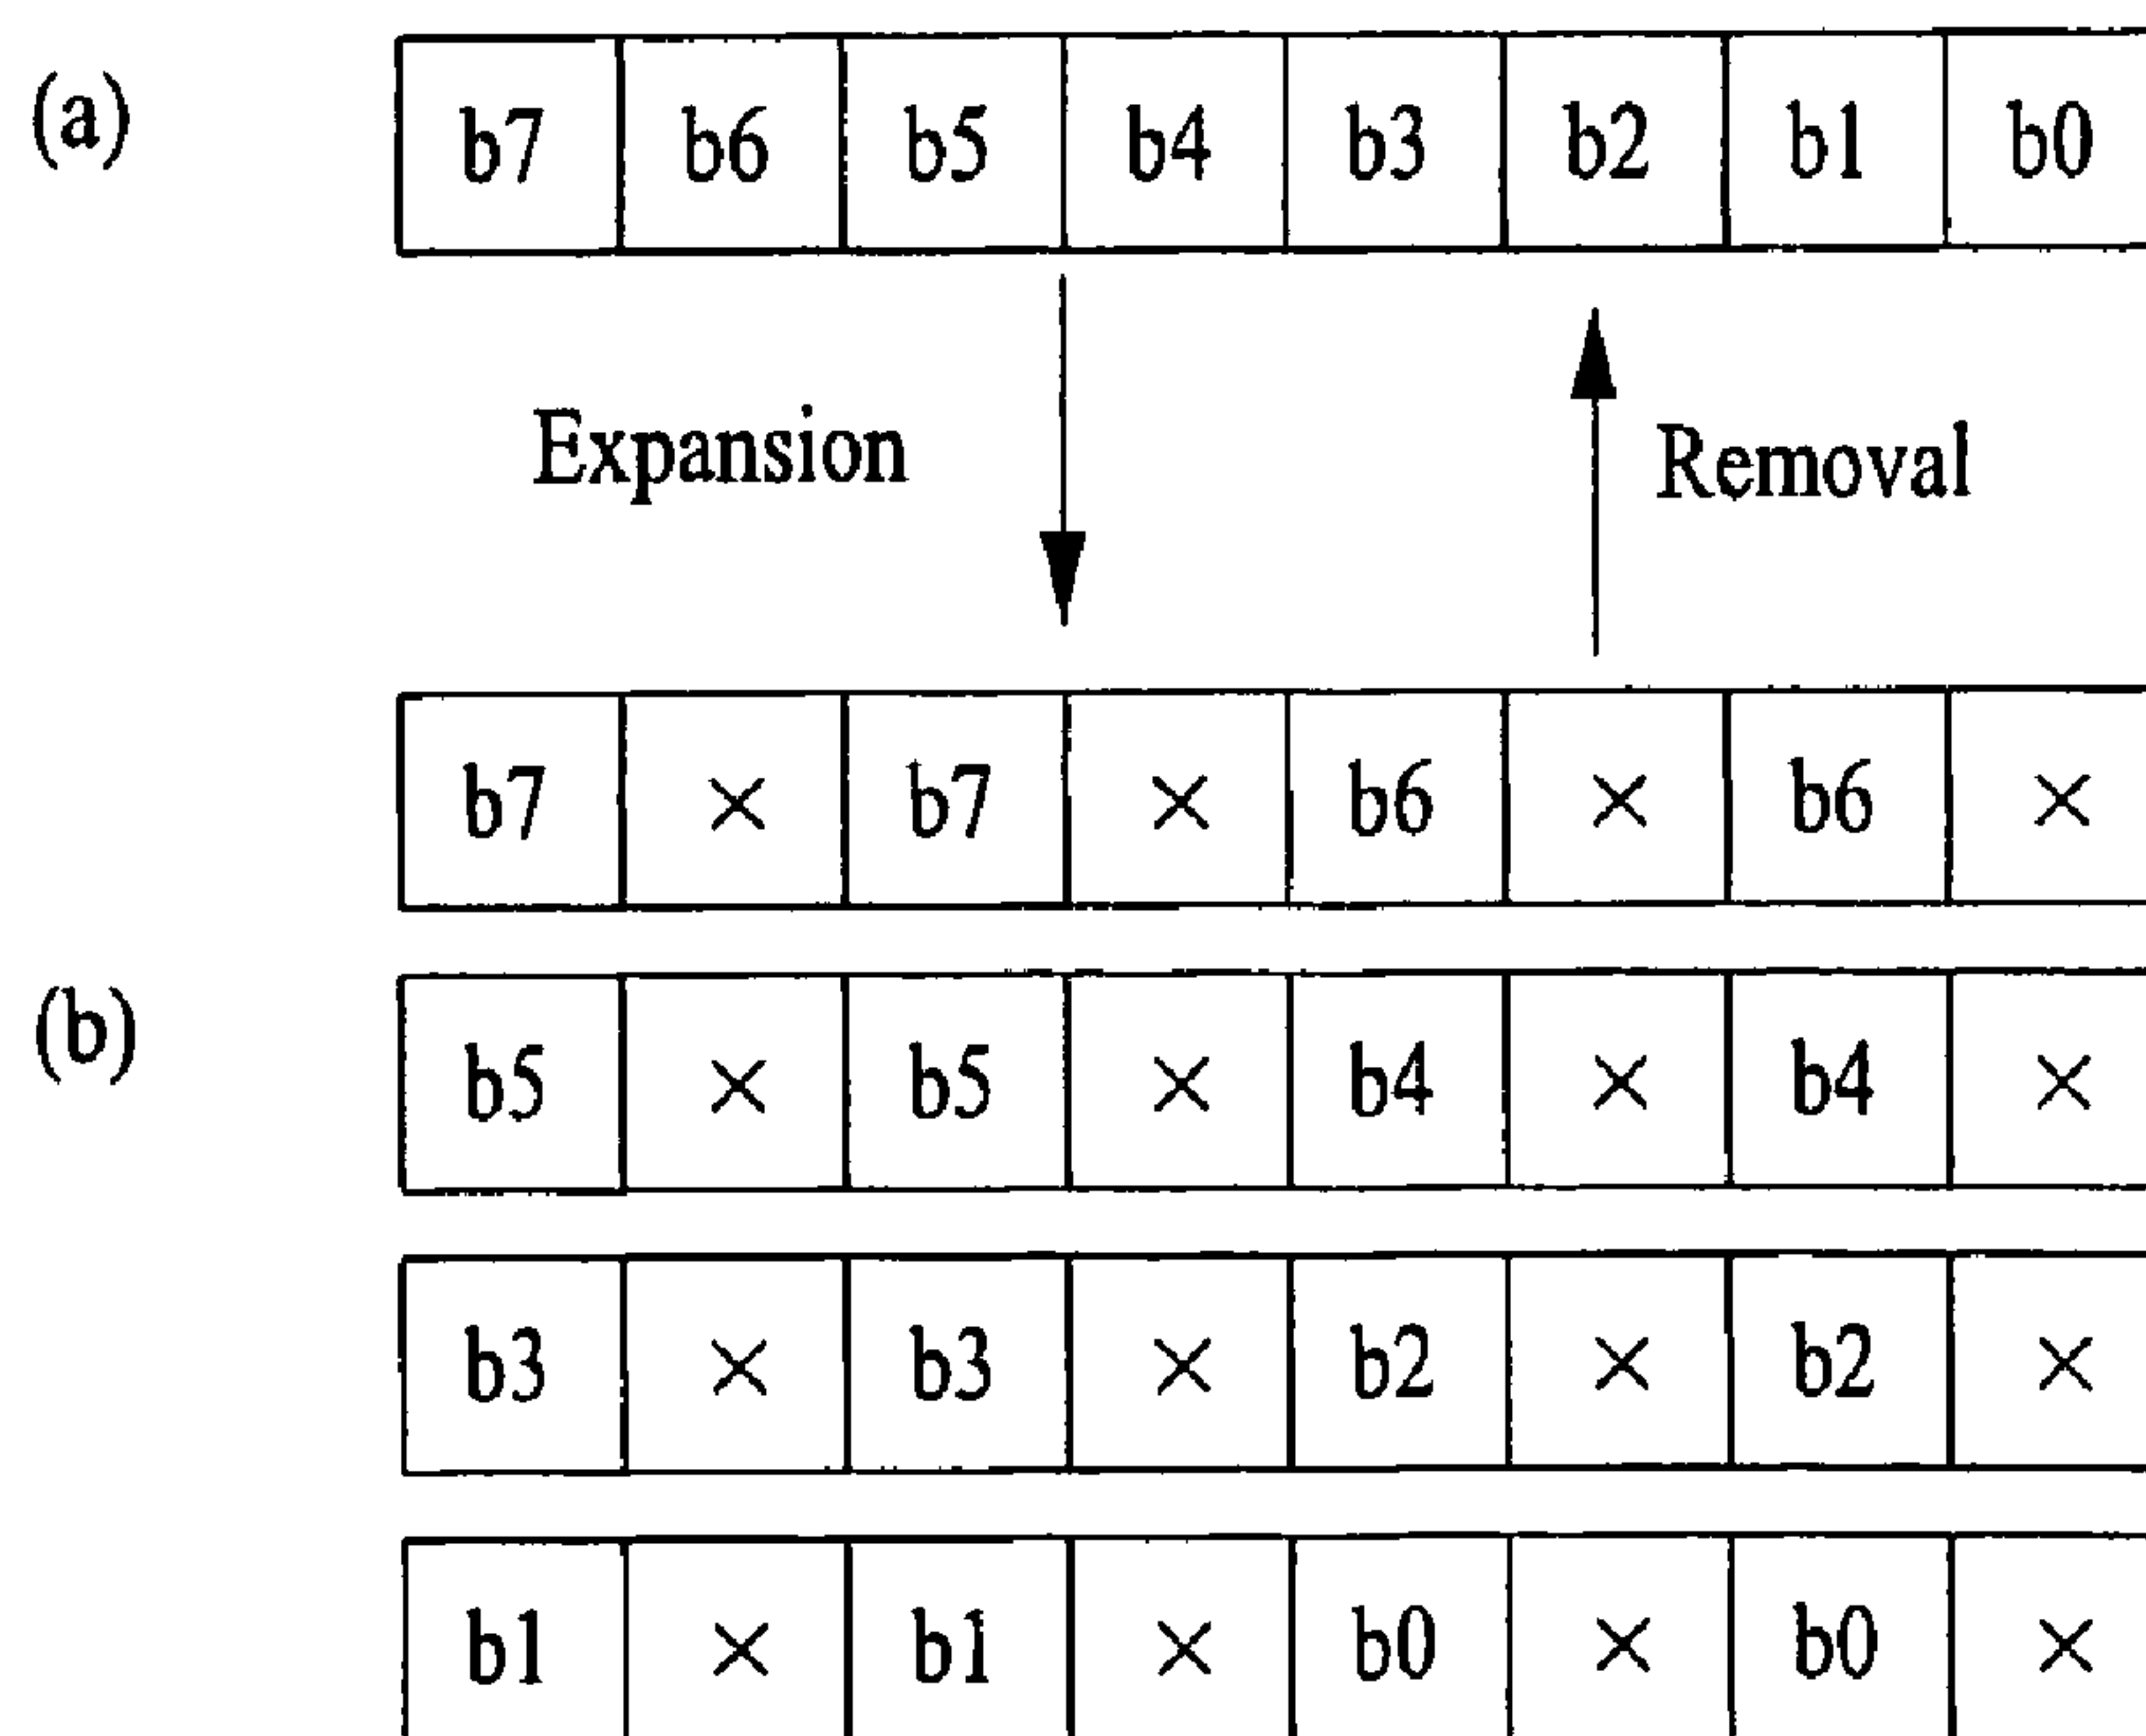 (a) b7 b6 b5 b4 b3 b2 b1 b0
Expansion Removal
b7 × b7 × b6 × b6 ×
(b) b5 × b5 × b4 × b4 ×
b3 × b3 × b2 × b2 ×
b1 × b1 × b0 × b0 ×